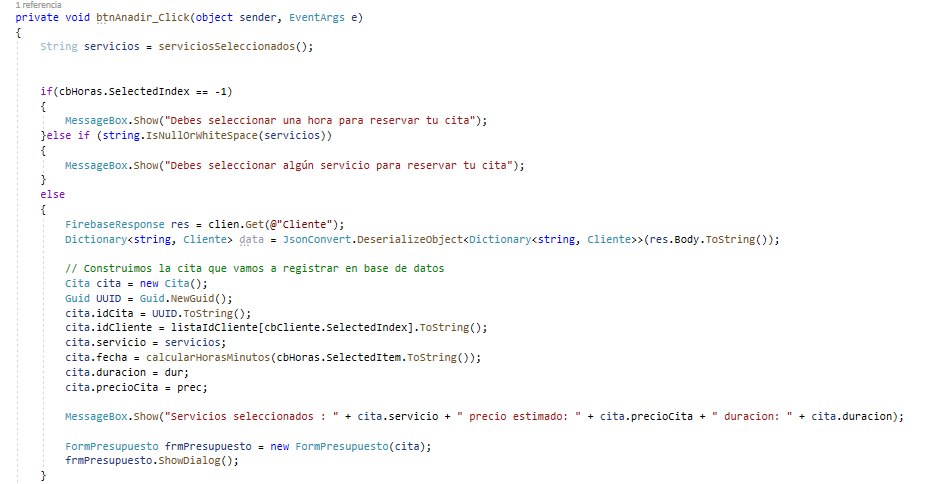 1 referencia
private void btnAnadir_Click(object sender, EventArgs e)
{
String servicios = serviciosSeleccionados();
if(cbHoras.SelectedIndex == -1)
{
MessageBox.Show("Debes seleccionar una hora para reservar tu cita");
}else if (string.IsNullOrWhiteSpace(servicios))
{
MessageBox.Show("Debes seleccionar algún servicio para reservar tu cita");
}
else
{
FirebaseResponse res = clien.Get(@"Cliente");
Dictionary<string, Cliente> data = JsonConvert.DeserializeObject<Dictionary<string, Cliente>>(res.Body.ToString());
// Construimos la cita que vamos a registrar en base de datos
Cita cita = new Cita();
Guid UUID = Guid.NewGuid();
cita.idCita = UUID.ToString();
cita.idCliente = listaIdCliente[cbCliente.SelectedIndex].ToString();
cita.servicio = servicios;
cita.fecha = calcularHorasMinutos(cbHoras.SelectedItem.ToString());
cita.duracion = dur;
cita.precioCita = prec;
MessageBox.Show("Servicios seleccionados : " + cita.servicio + " precio estimado: " + cita.precioCita + " duracion: " + cita.duracion);
FormPresupuesto frmPresupuesto = new FormPresupuesto(cita);
frmPresupuesto.ShowDialog();
}